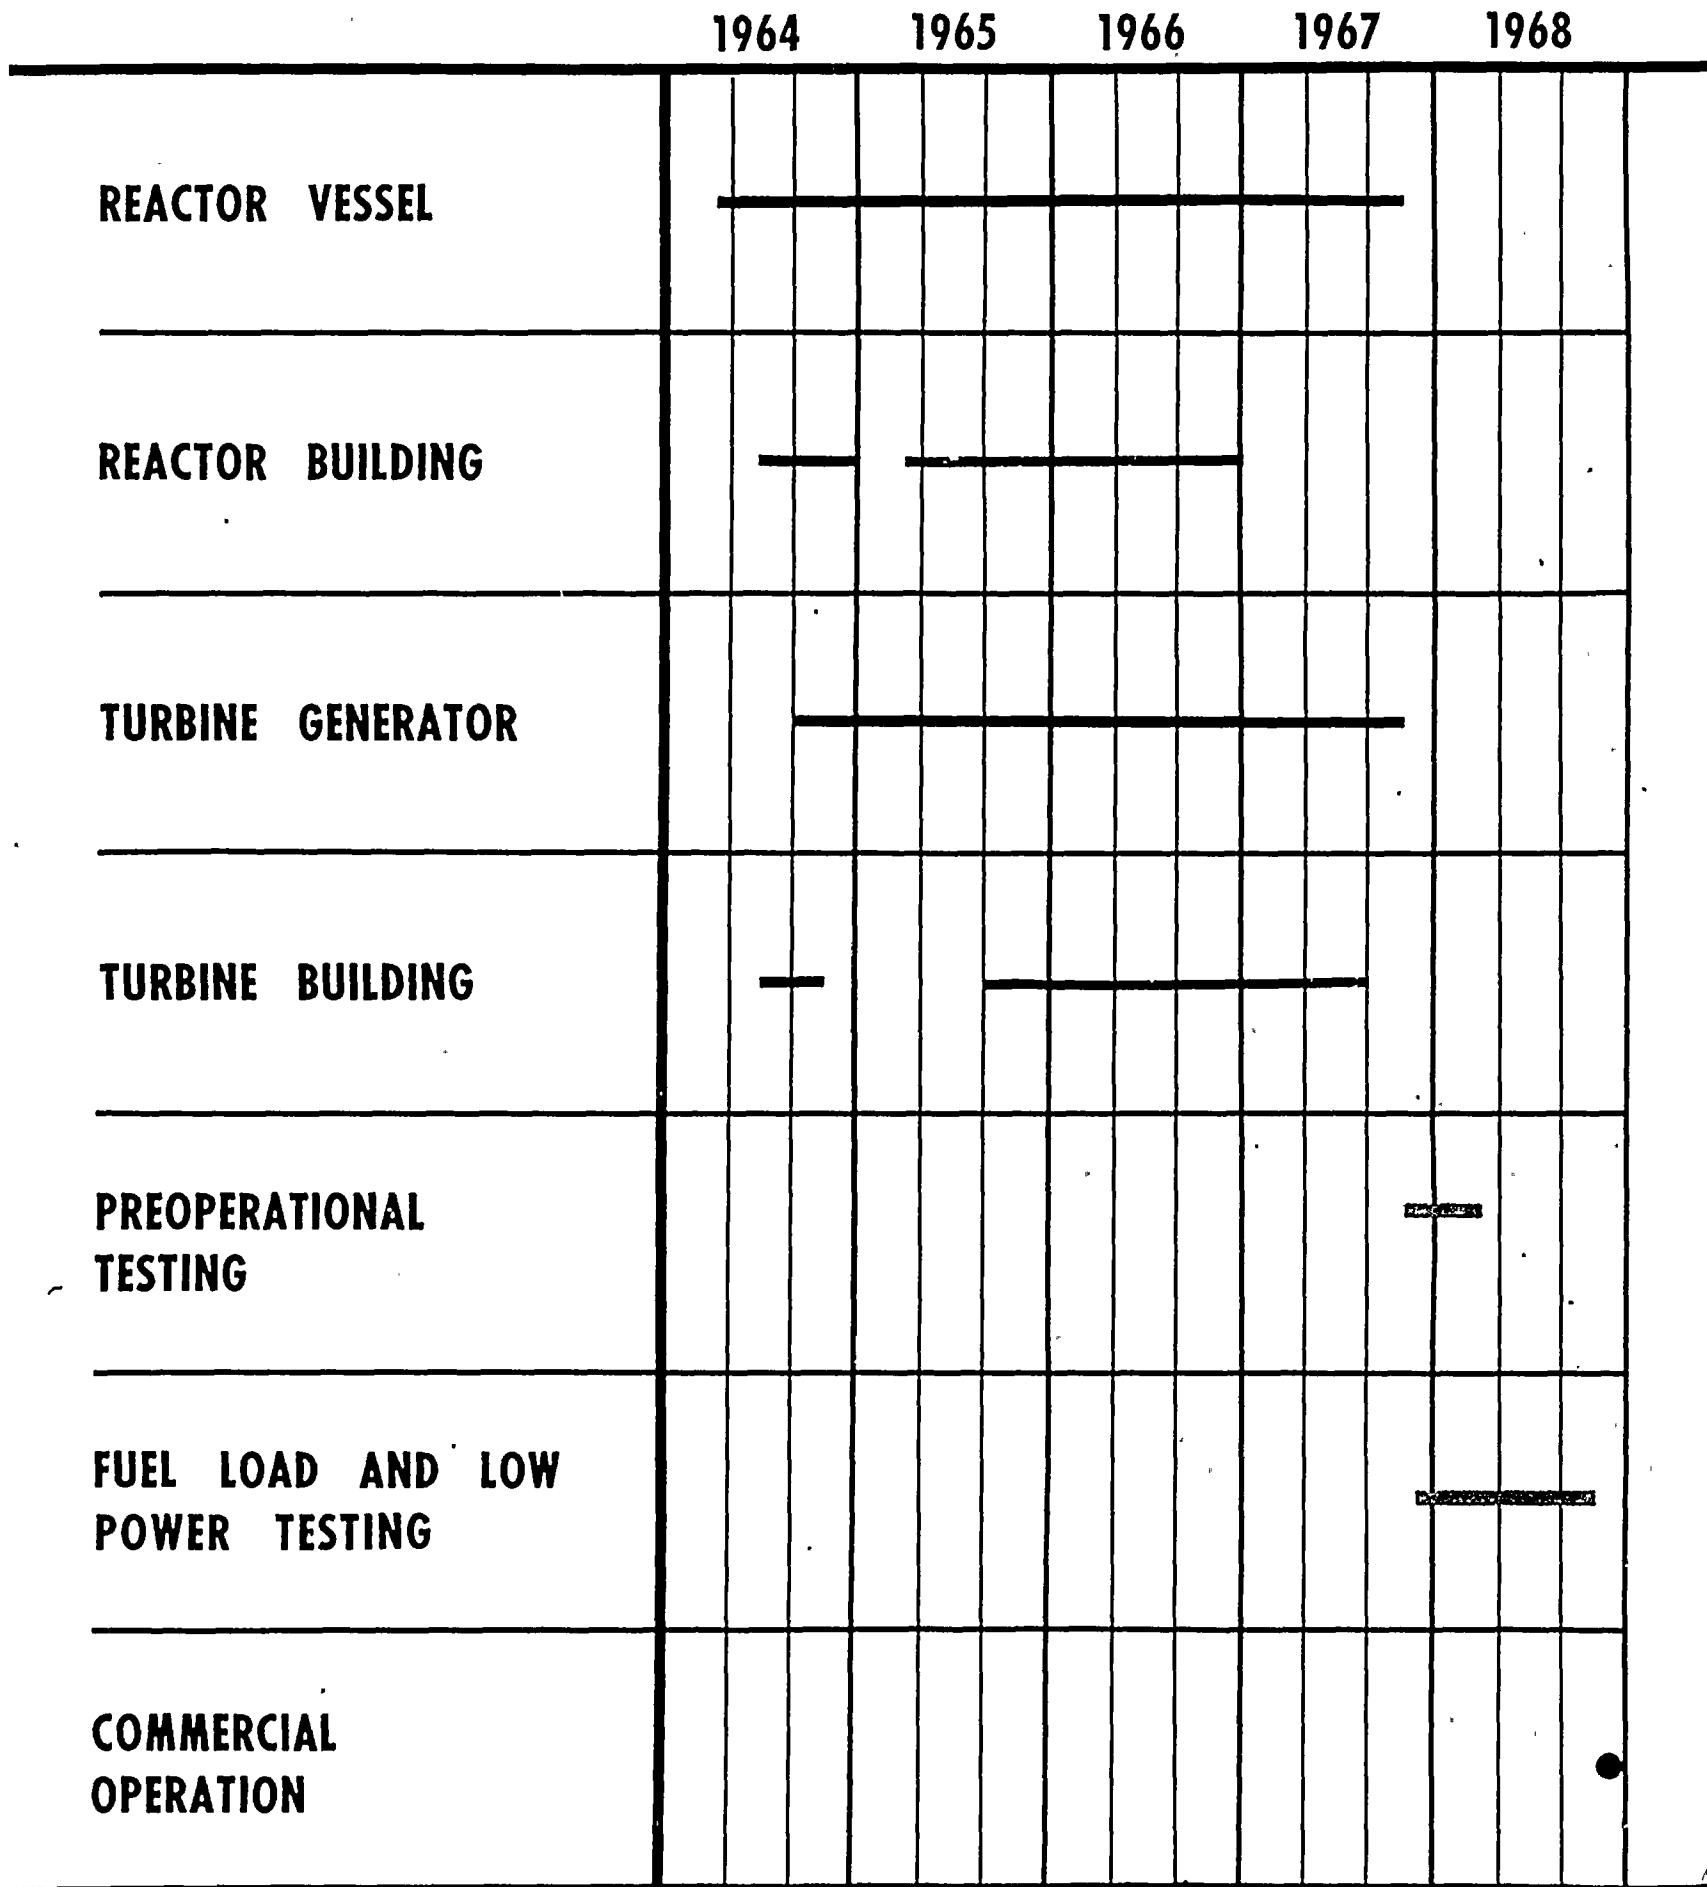 1964 1965 1966 1967 1968
REACTOR VESSEL
REACTOR BUILDING
TURBINE GENERATOR
TURBINE BUILDING
PREOPERATIONAL
TESTING
FUEL LOAD AND LOW
POWER TESTING
COMMERCIAL
OPERATION